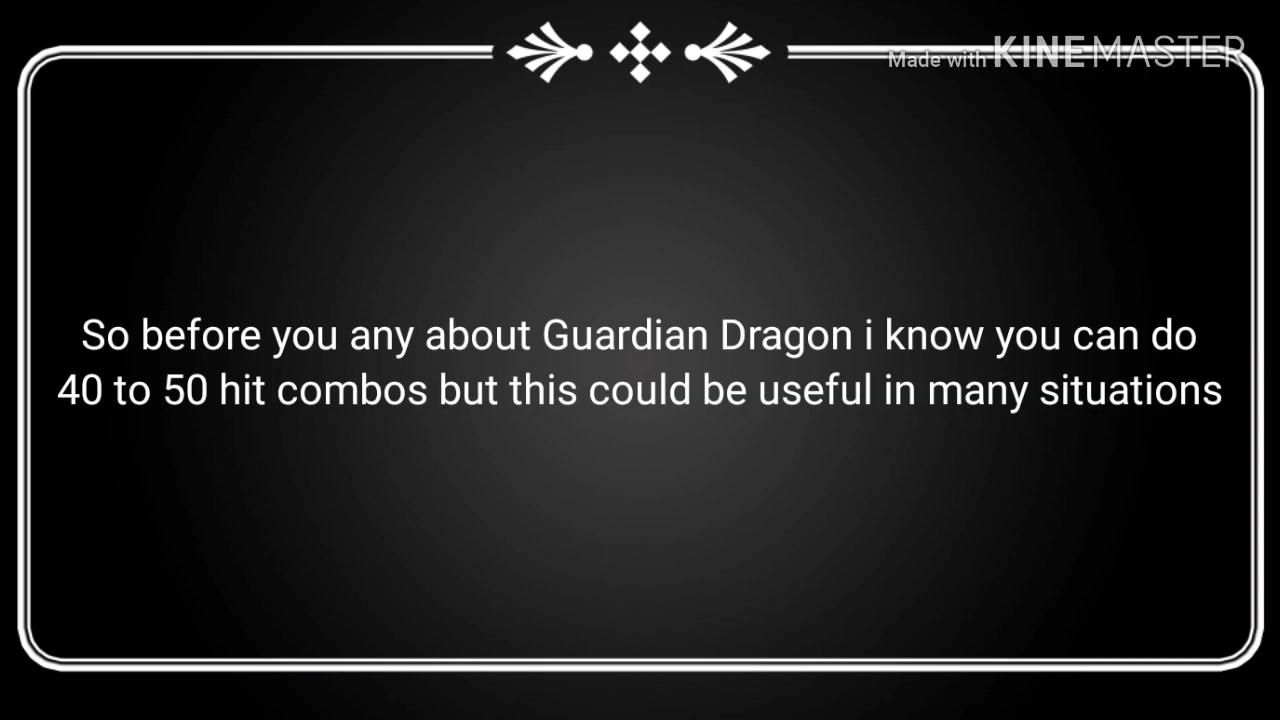 Made with KINEMASTER
So before you any about Guardian Dragon i know you can do
40 to 50 hit combos but this could be useful in many situations